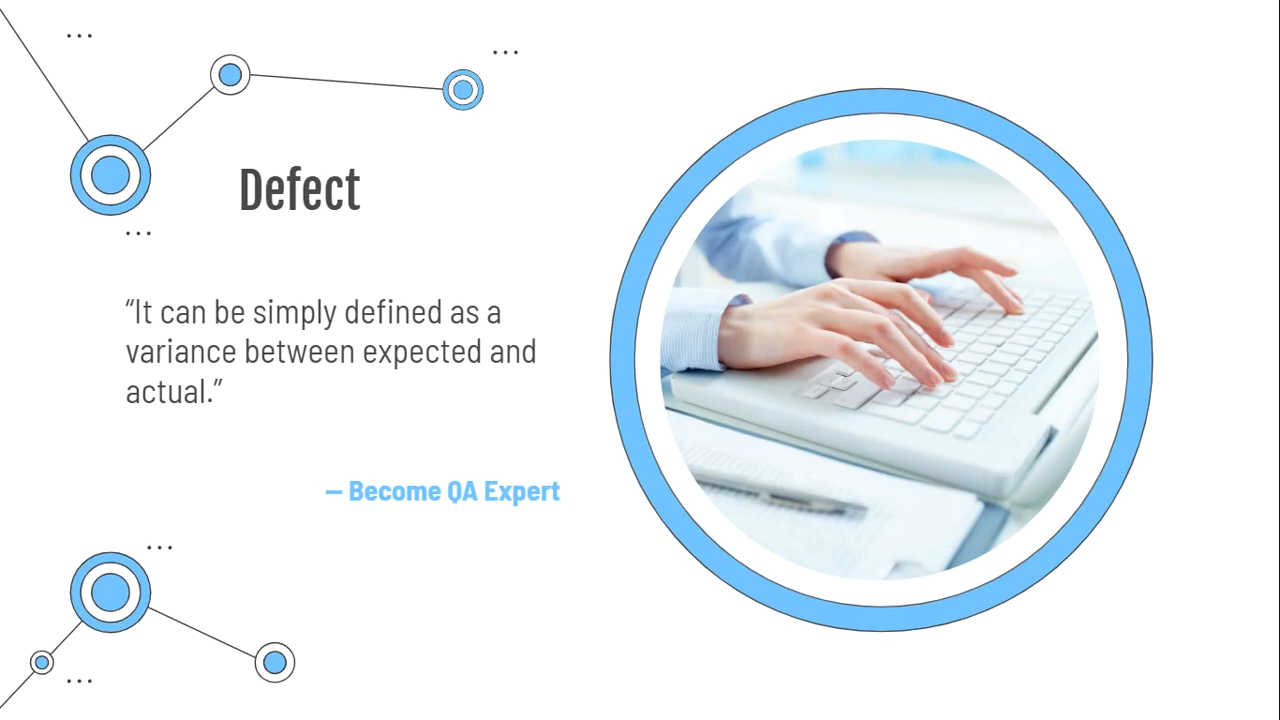 Defect
“It can be simply defined as a
variance between expected and
actual.”
– Become QA Expert